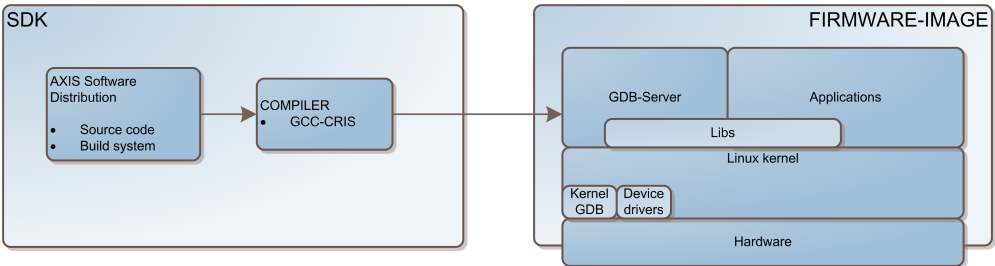 SDK
AXIS Software
Distribution
• Source code
• Build system
COMPILER
• GCC-CRIS
FIRMWARE-IMAGE
GDB-Server
Applications
Libs
Linux kernel
Kernel
GDB
Device
drivers
Hardware